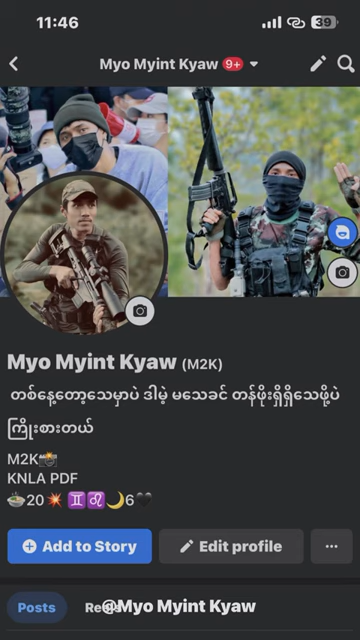 11:46
39
Myo Myint Kyaw 9+
Myo Myint Kyaw (M2K)
တစ်နေ့တော့သေမှာပဲ ဒါမဲ့ မသေခင် တန်ဖိုးရှိရှိသေဖို့ပဲ
ကြိုးစားတယ်
M2K📸
KNLA PDF
🍲20💥 ♊♌🌙6🖤
Add to Story
Edit profile
Posts
@Myo Myint Kyaw